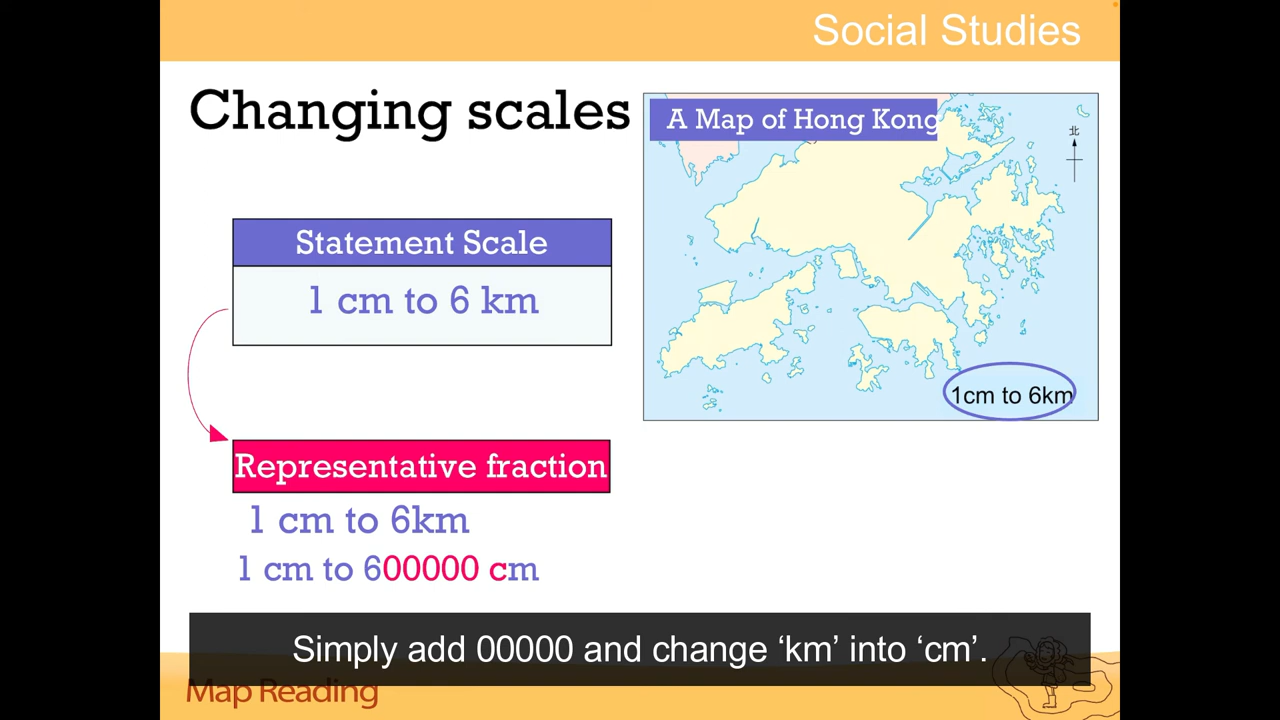 Social Studies
Changing scales
A Map of Hong Kong
北
Statement Scale
1 cm to 6 km
1cm to 6km
Representative fraction
1 cm to 6km
1 cm to 600000 cm
Simply add 00000 and change ‘km’ into ‘cm’.
Map Reading